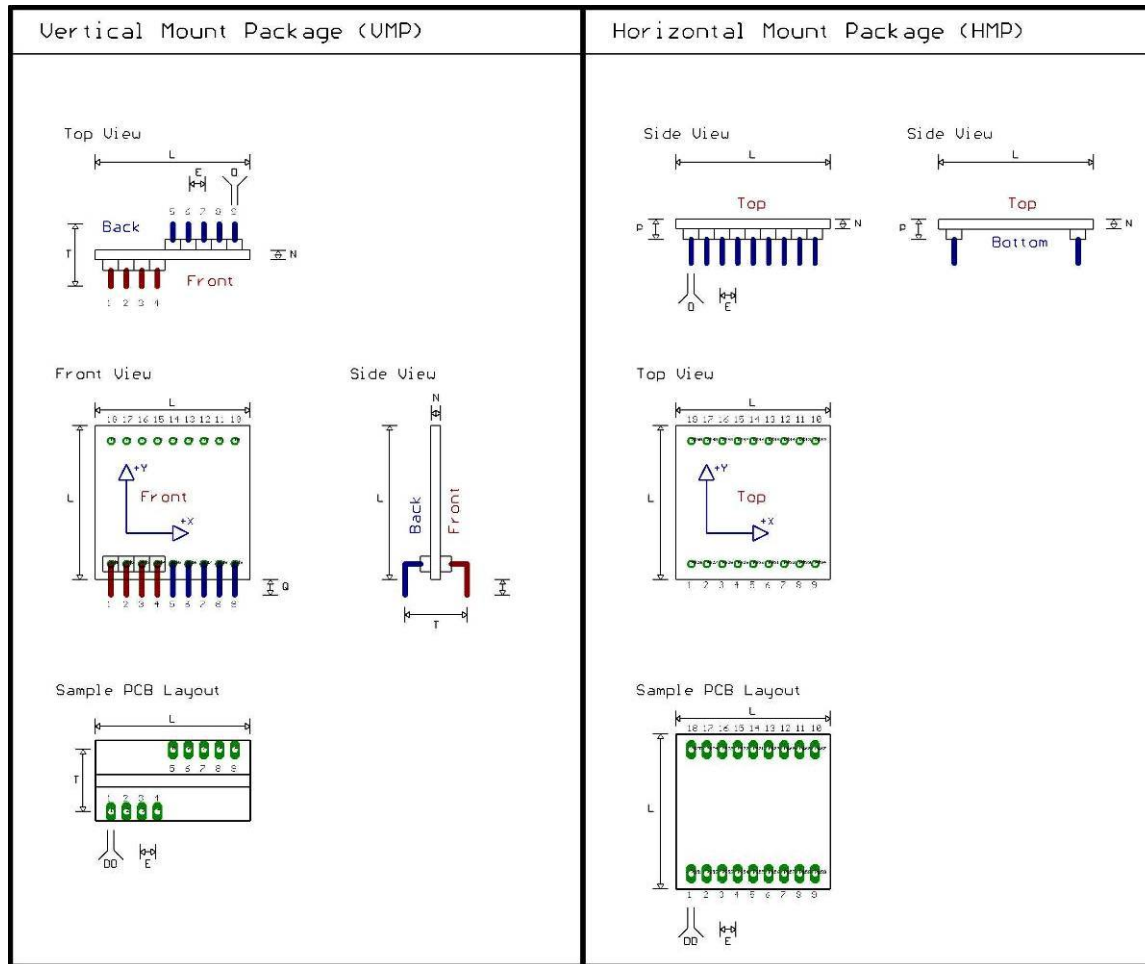 Vertical Mount Package (VMP)
Top View
L
E
O
5 6 7 8 9
Back
T
N
Front
1 2 3 4
Front View
L
18 17 16 15 14 13 12 11 10
L
+Y
Front
+X
Q
1 2 3 4 5 6 7 8 9
Side View
N
L
Back
Front
T
Sample PCB Layout
L
T
5 6 7 8 9
1 2 3 4
DD
E
Horizontal Mount Package (HMP)
Side View
L
Top
P
N
O
E
Side View
L
Top
P
N
Bottom
Top View
L
18 17 16 15 14 13 12 11 10
L
+Y
Top
+X
1 2 3 4 5 6 7 8 9
Sample PCB Layout
L
18 17 16 15 14 13 12 11 10
L
1 2 3 4 5 6 7 8 9
DD
E